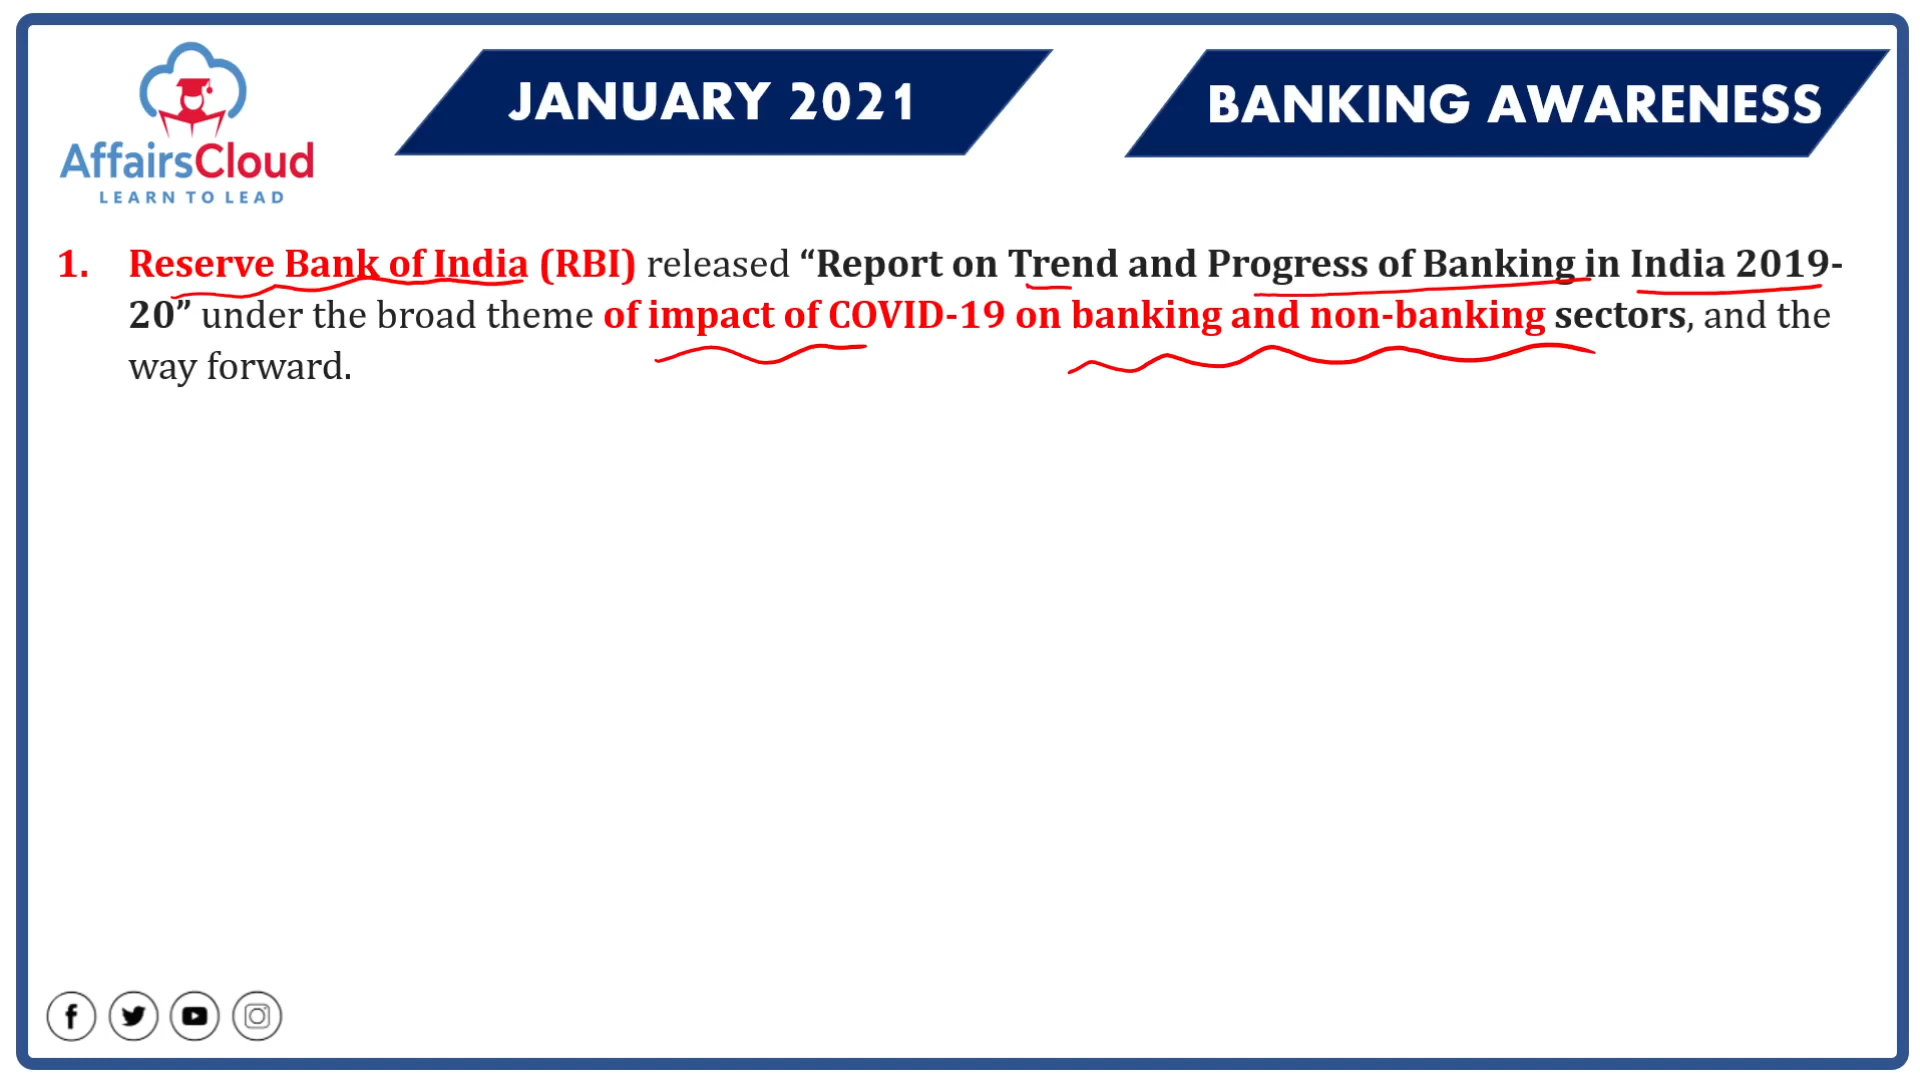 AffairsCloud
LEARN TO LEAD
JANUARY 2021
BANKING AWARENESS
1. Reserve Bank of India (RBI) released “Report on Trend and Progress of Banking in India 2019-
20” under the broad theme of impact of COVID-19 on banking and non-banking sectors, and the
way forward.